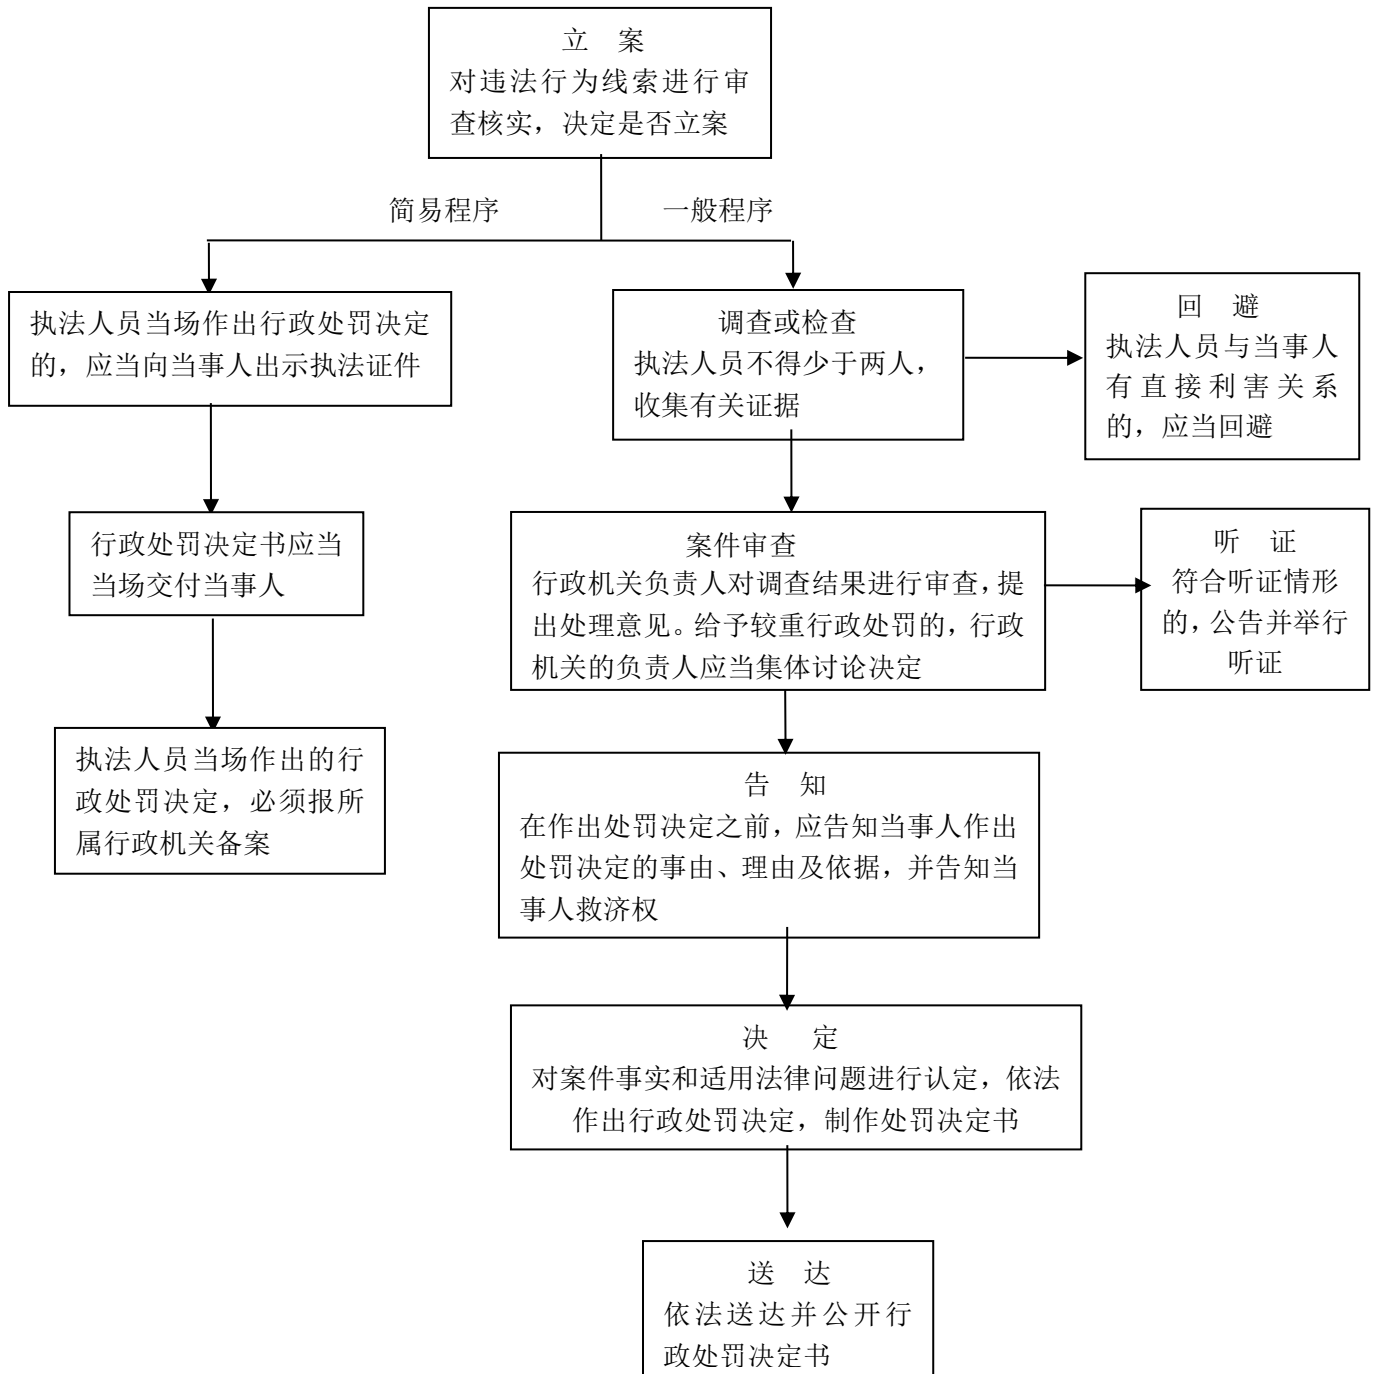 立 案
对违法行为线索进行审
查核实，决定是否立案
简易程序
一般程序
执法人员当场作出行政处罚决定
的，应当向当事人出示执法证件
行政处罚决定书应当
当场交付当事人
执法人员当场作出的行
政处罚决定，必须报所
属行政机关备案
调查或检查
执法人员不得少于两人，
收集有关证据
回 避
执法人员与当事人
有直接利害关系
的，应当回避
案件审查
行政机关负责人对调查结果进行审查，提
出处理意见。给予较重行政处罚的，行政
机关的负责人应当集体讨论决定
听 证
符合听证情形
的，公告并举行
听证
告 知
在作出处罚决定之前，应告知当事人作出
处罚决定的事由、理由及依据，并告知当
事人救济权
决 定
对案件事实和适用法律问题进行认定，依法
作出行政处罚决定，制作处罚决定书
送 达
依法送达并公开行
政处罚决定书